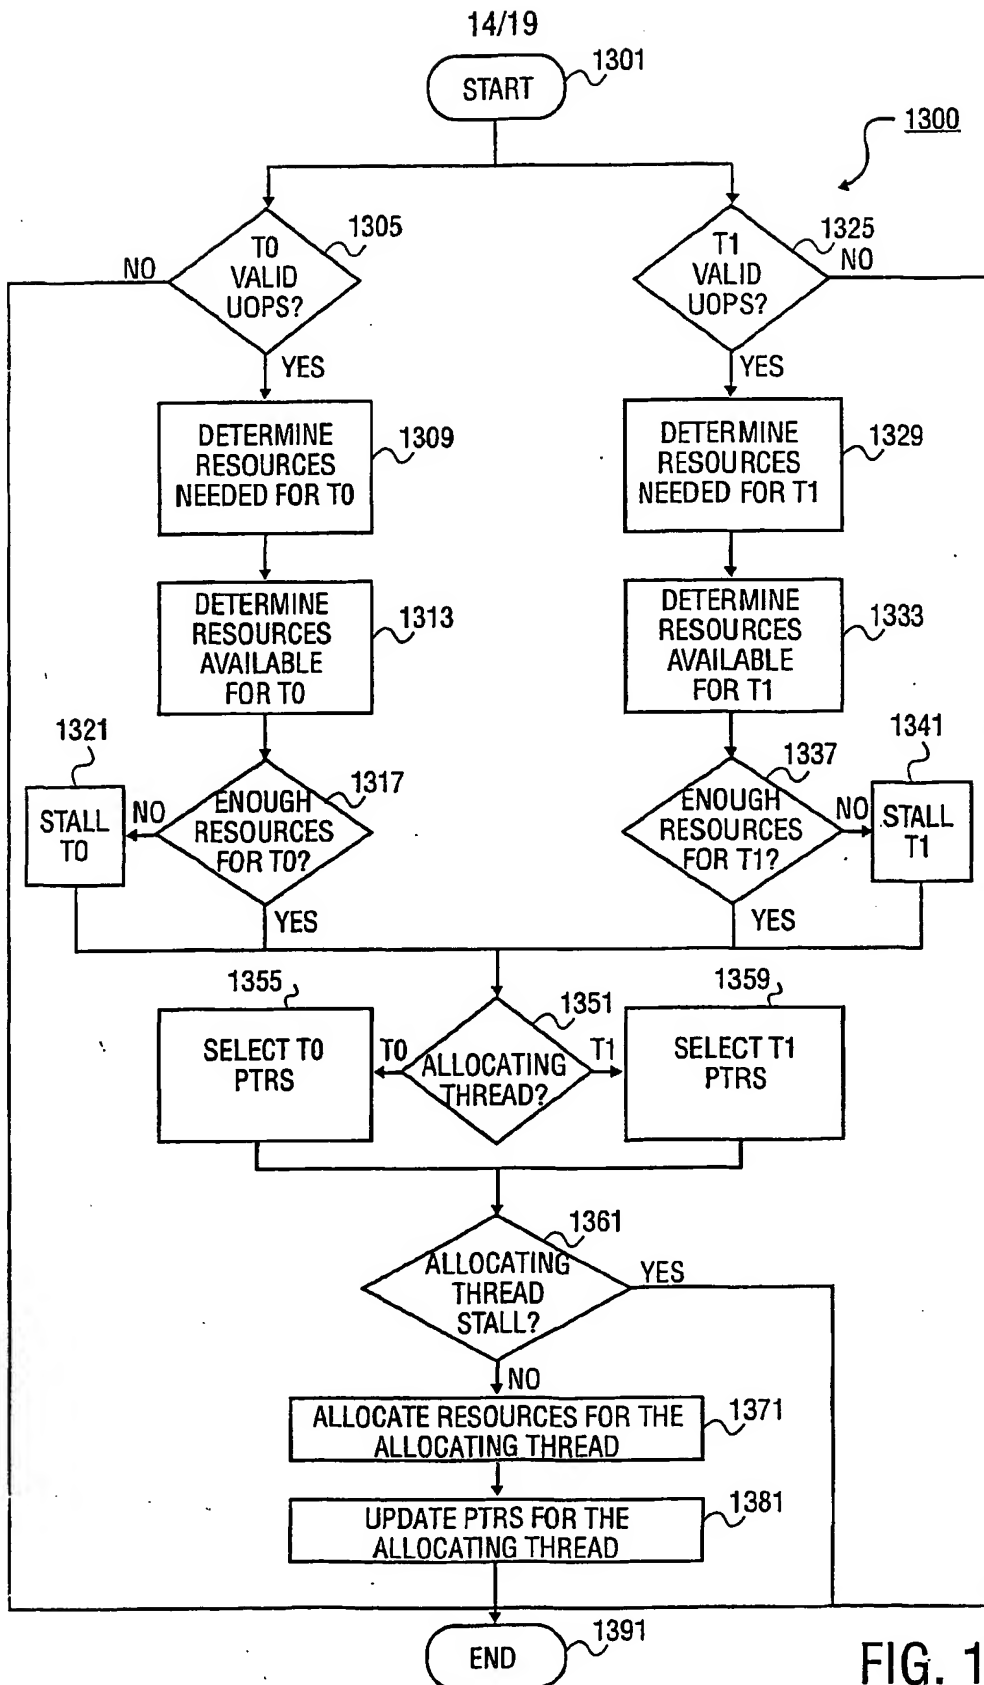 14/19
START
1301
1300
T0
VALID
UOPS?
1305
NO
YES
T1
VALID
UOPS?
1325
NO
YES
DETERMINE
RESOURCES
NEEDED FOR T0
1309
DETERMINE
RESOURCES
NEEDED FOR T1
1329
DETERMINE
RESOURCES
AVAILABLE
FOR T0
1313
DETERMINE
RESOURCES
AVAILABLE
FOR T1
1333
1321
STALL
T0
NO
ENOUGH
RESOURCES
FOR T0?
1317
YES
ENOUGH
RESOURCES
FOR T1?
1337
NO
YES
1341
STALL
T1
1355
SELECT T0
PTRS
T0
ALLOCATING
THREAD?
1351
T1
1359
SELECT T1
PTRS
ALLOCATING
THREAD
STALL?
1361
YES
NO
ALLOCATE RESOURCES FOR THE
ALLOCATING THREAD
1371
UPDATE PTRS FOR THE
ALLOCATING THREAD
1381
END
1391
FIG. 1